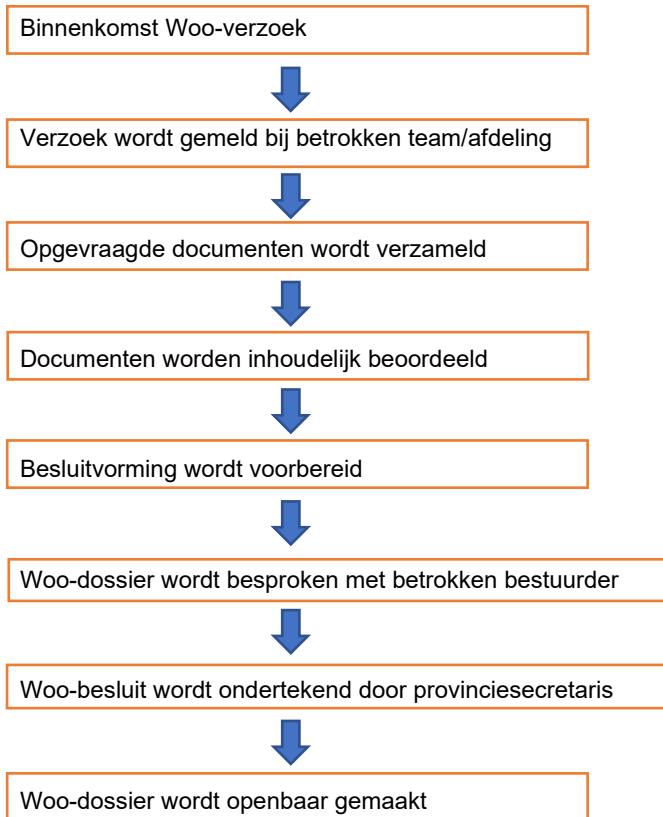 Binnenkomst Woo-verzoek
Verzoek wordt gemeld bij betrokken team/afdeling
Opgevraagde documenten wordt verzameld
Documenten worden inhoudelijk beoordeeld
Besluitvorming wordt voorbereid
Woo-dossier wordt besproken met betrokken bestuurder
Woo-besluit wordt ondertekend door provinciesecretaris
Woo-dossier wordt openbaar gemaakt